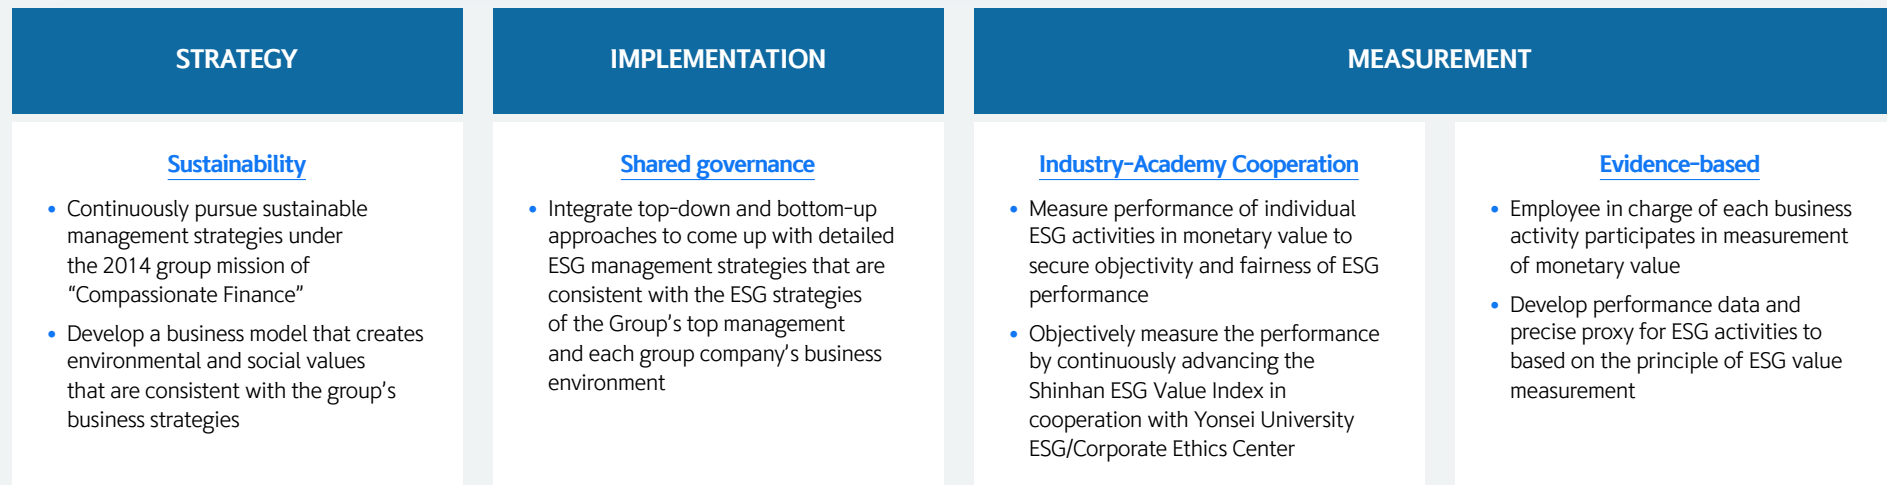 STRATEGY
IMPLEMENTATION
MEASUREMENT
Sustainability
• Continuously pursue sustainable
management strategies under
the 2014 group mission of
“Compassionate Finance”
• Develop a business model that creates
environmental and social values
that are consistent with the group’s
business strategies
Shared governance
• Integrate top-down and bottom-up
approaches to come up with detailed
ESG management strategies that are
consistent with the ESG strategies
of the Group’s top management
and each group company’s business
environment
Industry-Academy Cooperation
• Measure performance of individual
ESG activities in monetary value to
secure objectivity and fairness of ESG
performance
• Objectively measure the performance
by continuously advancing the
Shinhan ESG Value Index in
cooperation with Yonsei University
ESG/Corporate Ethics Center
Evidence-based
• Employee in charge of each business
activity participates in measurement
of monetary value
• Develop performance data and
precise proxy for ESG activities to
based on the principle of ESG value
measurement